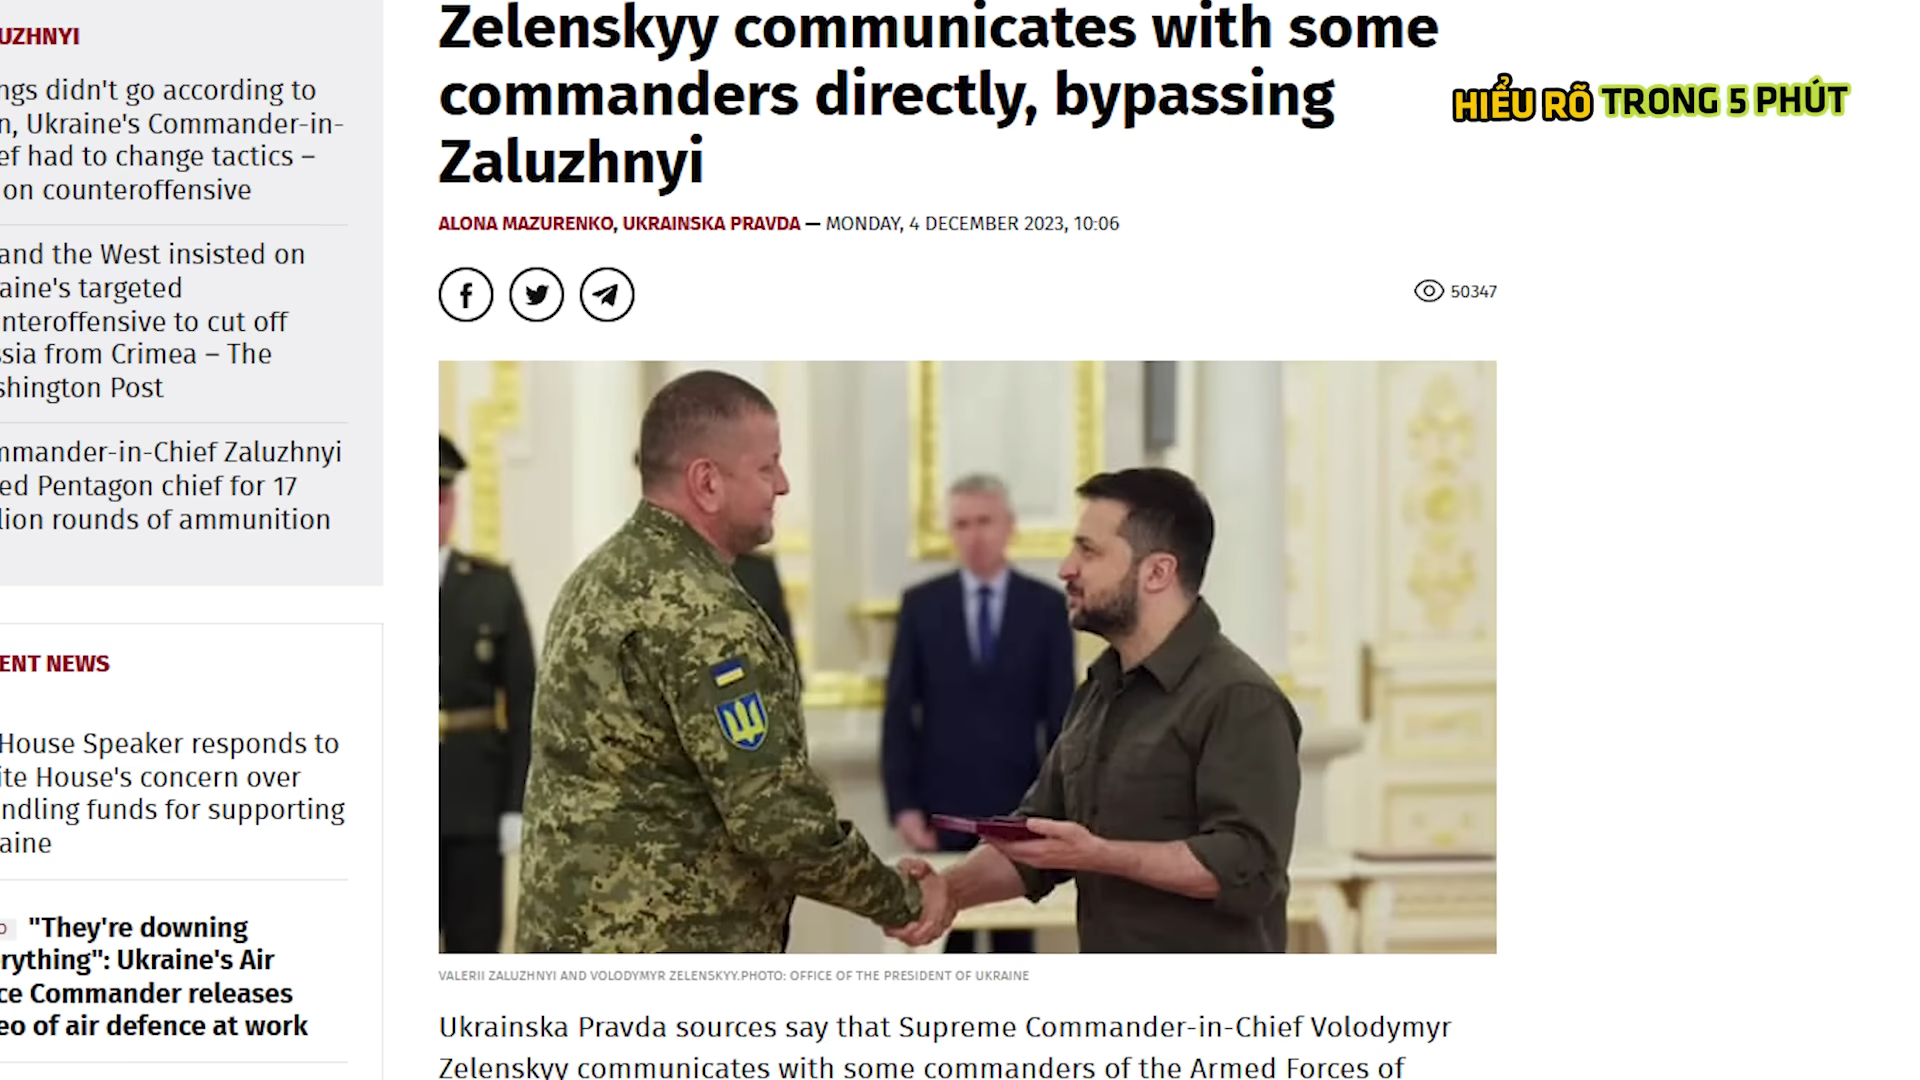 UZHNYI
ngs didn't go according to
n, Ukraine's Commander-in-
ef had to change tactics –
on counteroffensive
and the West insisted on
aine's targeted
nteroffensive to cut off
ssia from Crimea – The
shington Post
mmander-in-Chief Zaluzhnyi
ed Pentagon chief for 17
lion rounds of ammunition
ENT NEWS
House Speaker responds to
ite House's concern over
ndling funds for supporting
aine
"They're downing
rything": Ukraine's Air
ce Commander releases
eo of air defence at work
Zelenskyy communicates with some
commanders directly, bypassing
Zaluzhnyi
ALONA MAZURENKO, UKRAINSKA PRAVDA — MONDAY, 4 DECEMBER 2023, 10:06
50347
HIỂU RÕ TRONG 5 PHÚT
VALERII ZALUZHNYI AND VOLODYMYR ZELENSKYY.PHOTO: OFFICE OF THE PRESIDENT OF UKRAINE
Ukrainska Pravda sources say that Supreme Commander-in-Chief Volodymyr
Zelenskyy communicates with some commanders of the Armed Forces of